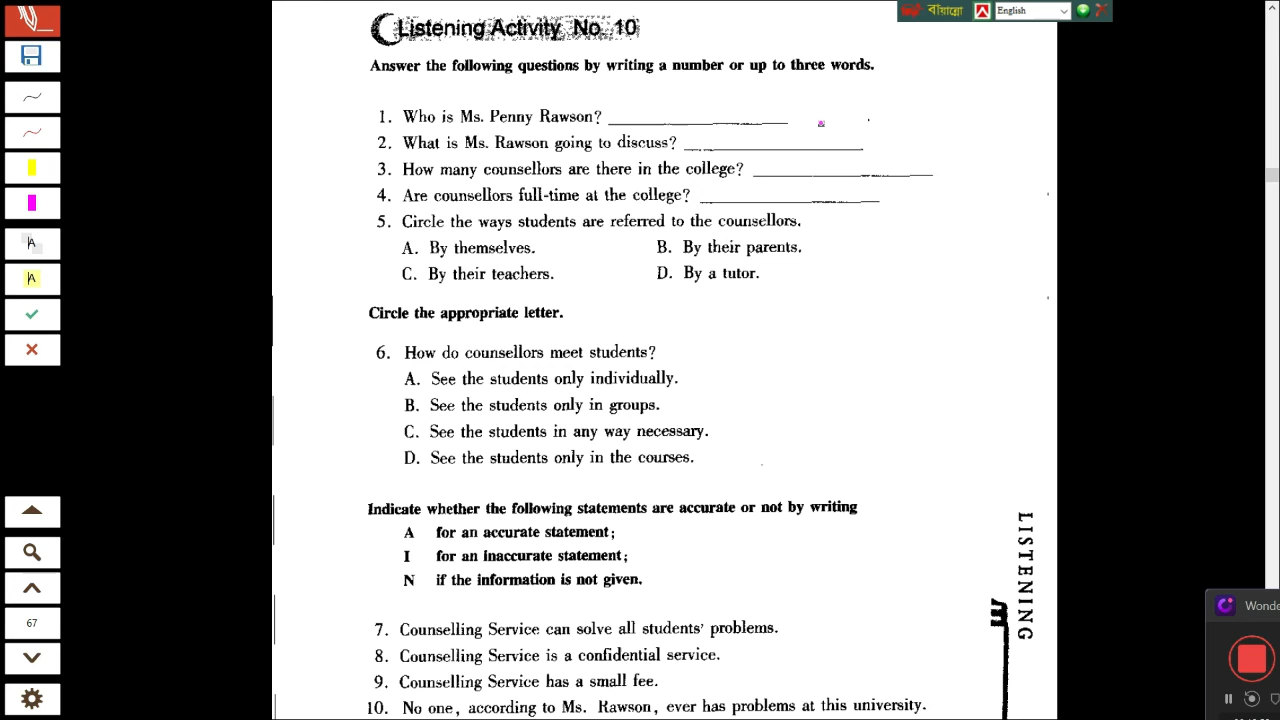 বায়ান্নো
English
Listening Activity No. 10
Answer the following questions by writing a number or up to three words.
1. Who is Ms. Penny Rawson?
2. What is Ms. Rawson going to discuss?
3. How many counsellors are there in the college?
4. Are counsellors full-time at the college?
5. Circle the ways students are referred to the counsellors.
A. By themselves. B. By their parents.
C. By their teachers. D. By a tutor.
Circle the appropriate letter.
6. How do counsellors meet students?
A. See the students only individually.
B. See the students only in groups.
C. See the students in any way necessary.
D. See the students only in the courses.
Indicate whether the following statements are accurate or not by writing
A for an accurate statement;
I for an inaccurate statement;
N if the information is not given.
7. Counselling Service can solve all students' problems.
8. Counselling Service is a confidential service.
9. Counselling Service has a small fee.
10. No one, according to Ms. Rawson, ever has problems at this university.
LISTENING
A
A
67
Wonde